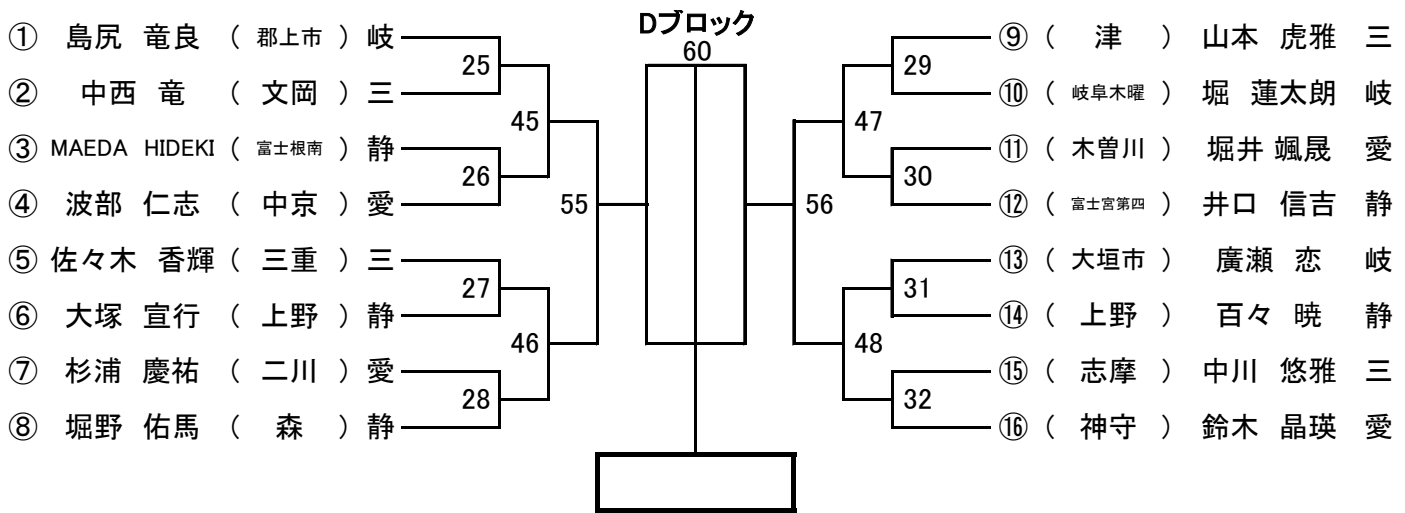 Dブロック
60
① 島尻 竜良 ( 郡上市 ) 岐
② 中西 竜 ( 文岡 ) 三
③ MAEDA HIDEKI ( 富士根南 ) 静
④ 波部 仁志 ( 中京 ) 愛
⑤ 佐々木 香輝 ( 三重 ) 三
⑥ 大塚 宣行 ( 上野 ) 静
⑦ 杉浦 慶祐 ( 二川 ) 愛
⑧ 堀野 佑馬 ( 森 ) 静
25
26
27
28
45
46
55
56
47
48
29
30
31
32
⑨ ( 津 ) 山本 虎雅 三
⑩ ( 岐阜木曜 ) 堀 蓮太朗 岐
⑪ ( 木曽川 ) 堀井 颯晟 愛
⑫ ( 富士宮第四 ) 井口 信吉 静
⑬ ( 大垣市 ) 廣瀬 恋 岐
⑭ ( 上野 ) 百々 暁 静
⑮ ( 志摩 ) 中川 悠雅 三
⑯ ( 神守 ) 鈴木 晶瑛 愛